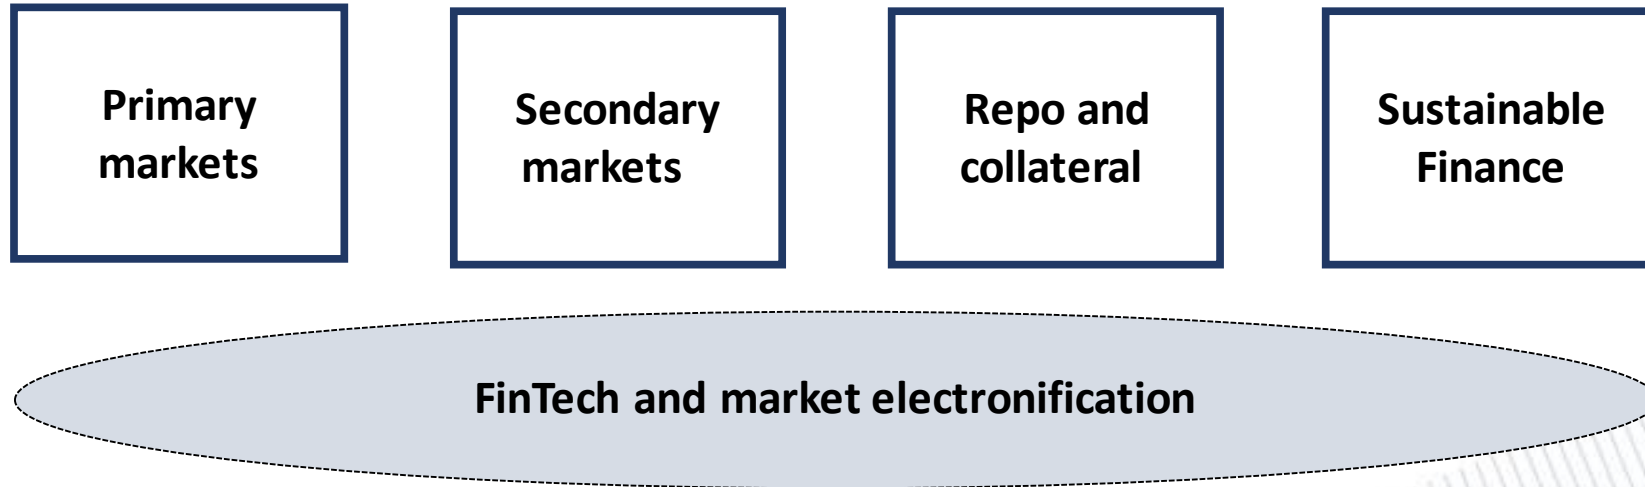 Primary
markets
Secondary
markets
Repo and
collateral
Sustainable
Finance
FinTech and market electronification